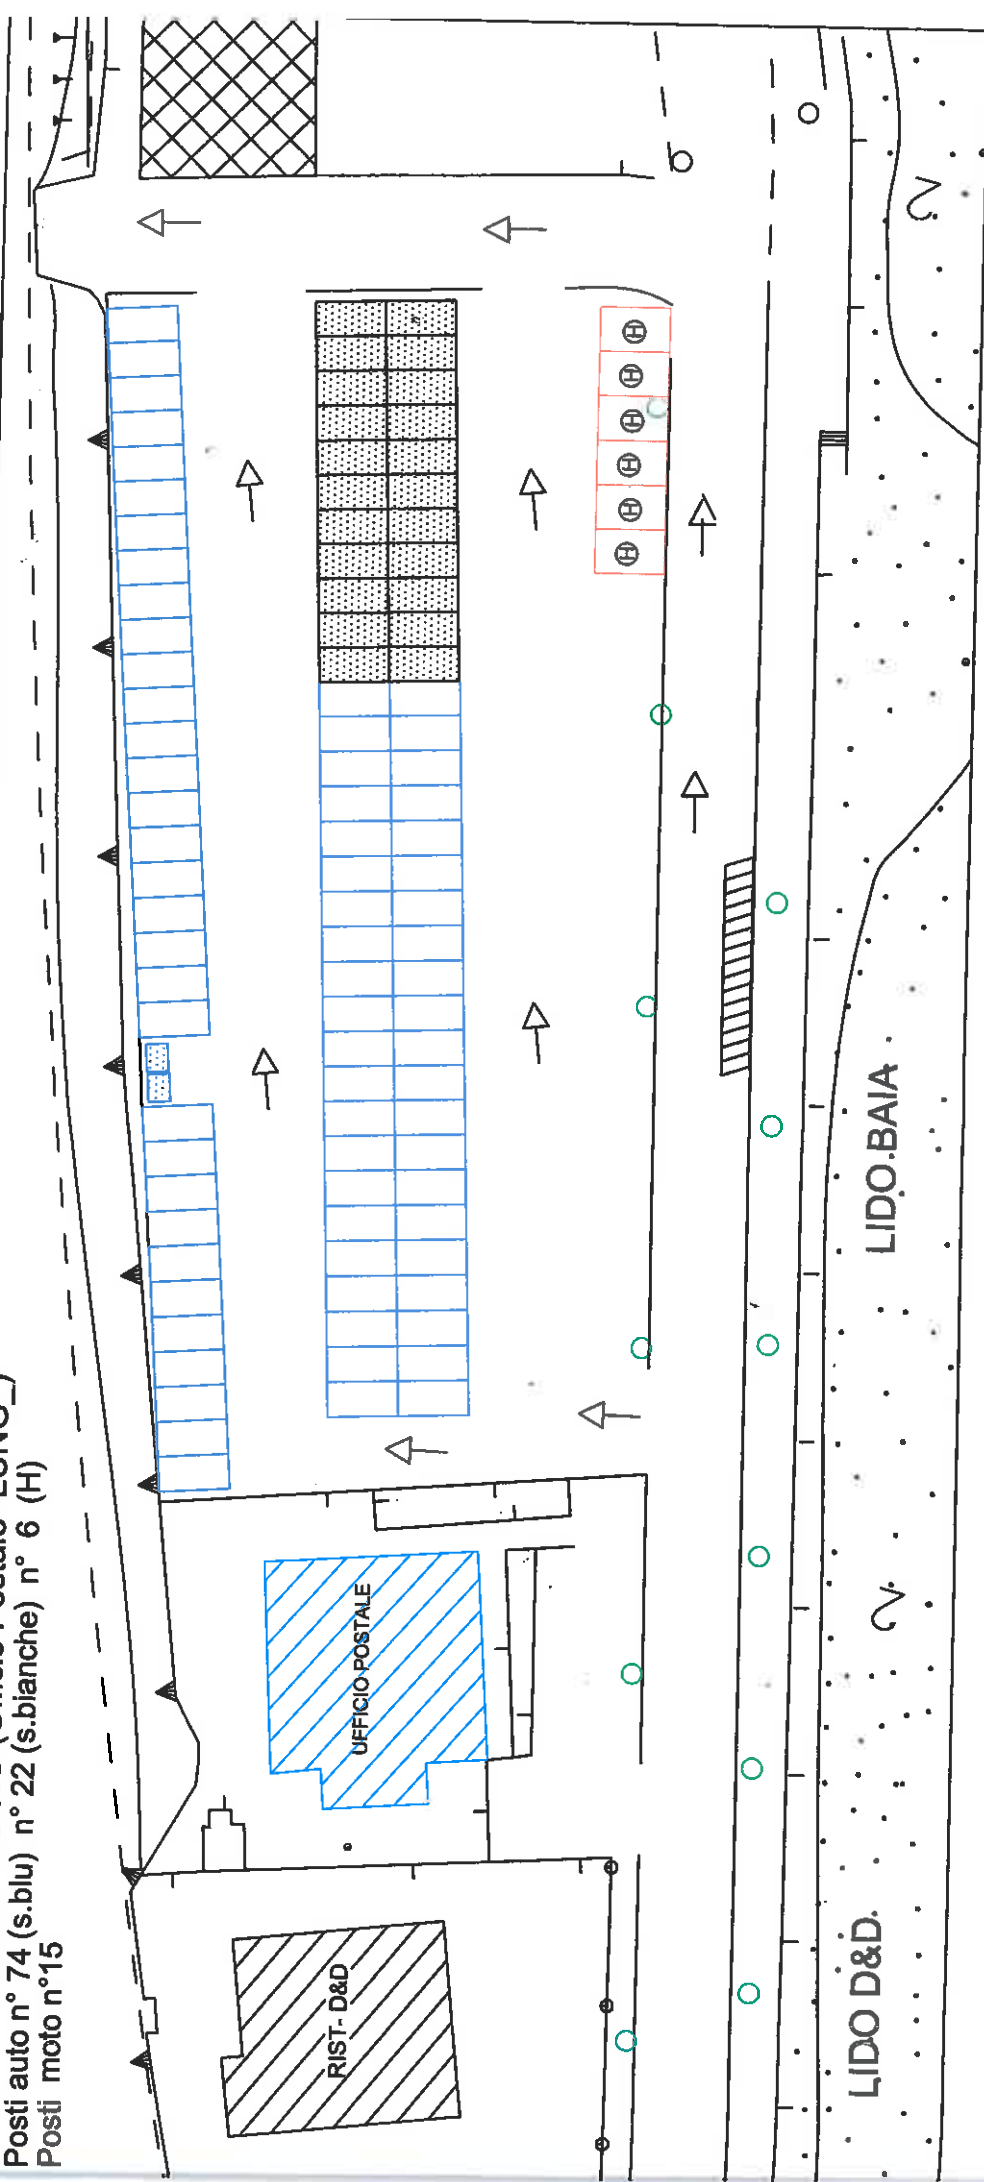 Posti auto n° 74 (s.blu) n° 22 (s.bianche) n° 6 (H)
Posti moto n°15
RIST- D&D
UFFICIO POSTALE
LIDO D&D.
LIDO.BAIA
H
H
H
H
H
H